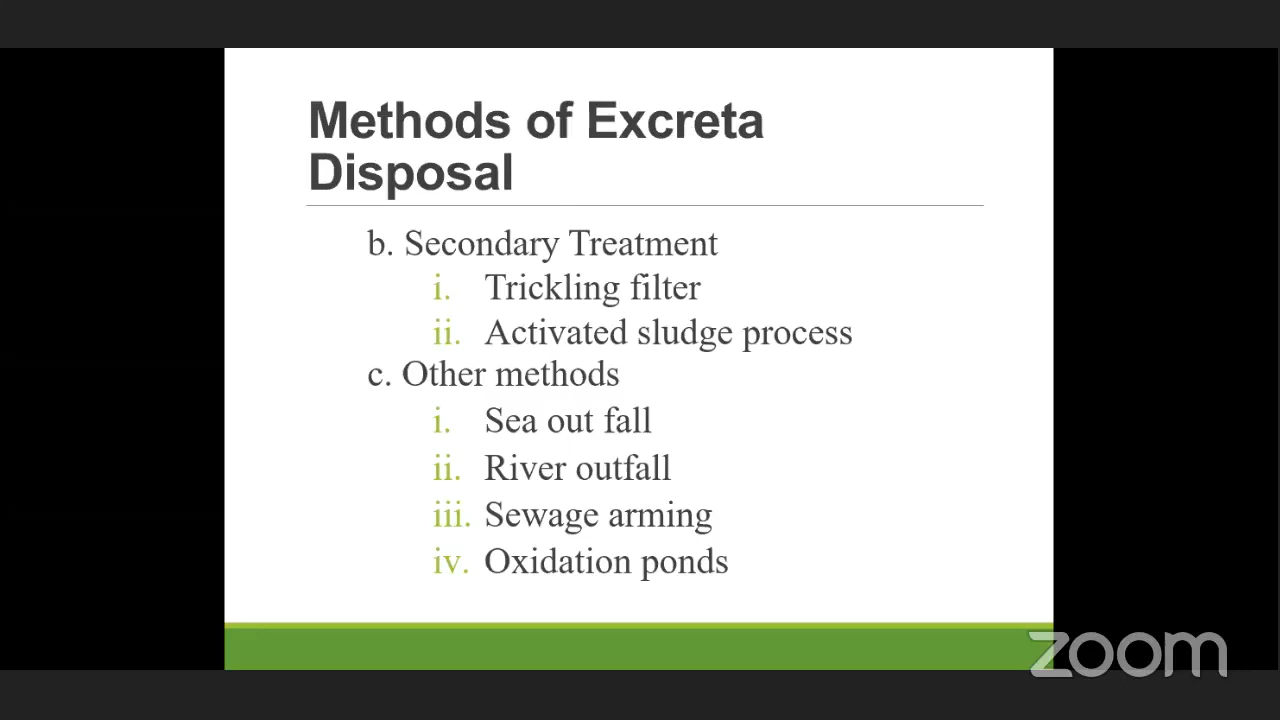 Methods of Excreta
Disposal
b. Secondary Treatment
i. Trickling filter
ii. Activated sludge process
c. Other methods
i. Sea out fall
ii. River outfall
iii. Sewage arming
iv. Oxidation ponds
zoom